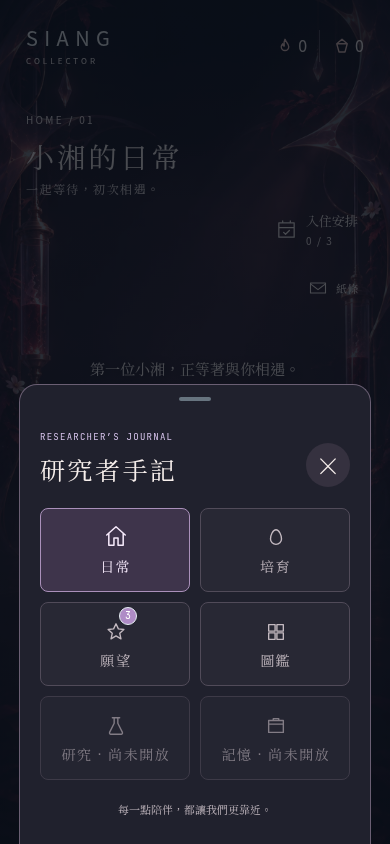 SIANG
COLLECTOR
0
0
HOME / 01
小湘的日常
一起等待，初次相遇。
入住安排
0 / 3
紙條
第一位小湘，正等著與你相遇。
RESEARCHER’S JOURNAL
研究者手記
日常
培育
3
願望
圖鑑
研究 · 尚未開放
記憶 · 尚未開放
每一點陪伴，都讓我們更靠近。